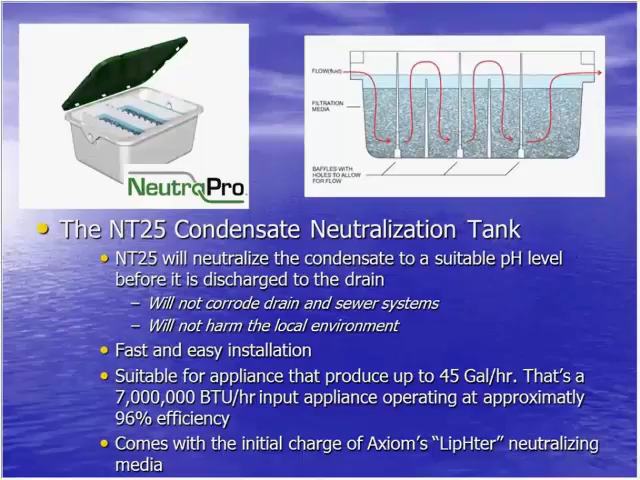 FLOW(fluid)
FILTRATION
MEDIA
BAFFLES WITH
HOLES TO ALLOW
FOR FLOW
NeutraPro
The NT25 Condensate Neutralization Tank
NT25 will neutralize the condensate to a suitable pH level
before it is discharged to the drain
– Will not corrode drain and sewer systems
– Will not harm the local environment
Fast and easy installation
Suitable for appliance that produce up to 45 Gal/hr. That's a
7,000,000 BTU/hr input appliance operating at approximatly
96% efficiency
Comes with the initial charge of Axiom's "LipHter" neutralizing
media